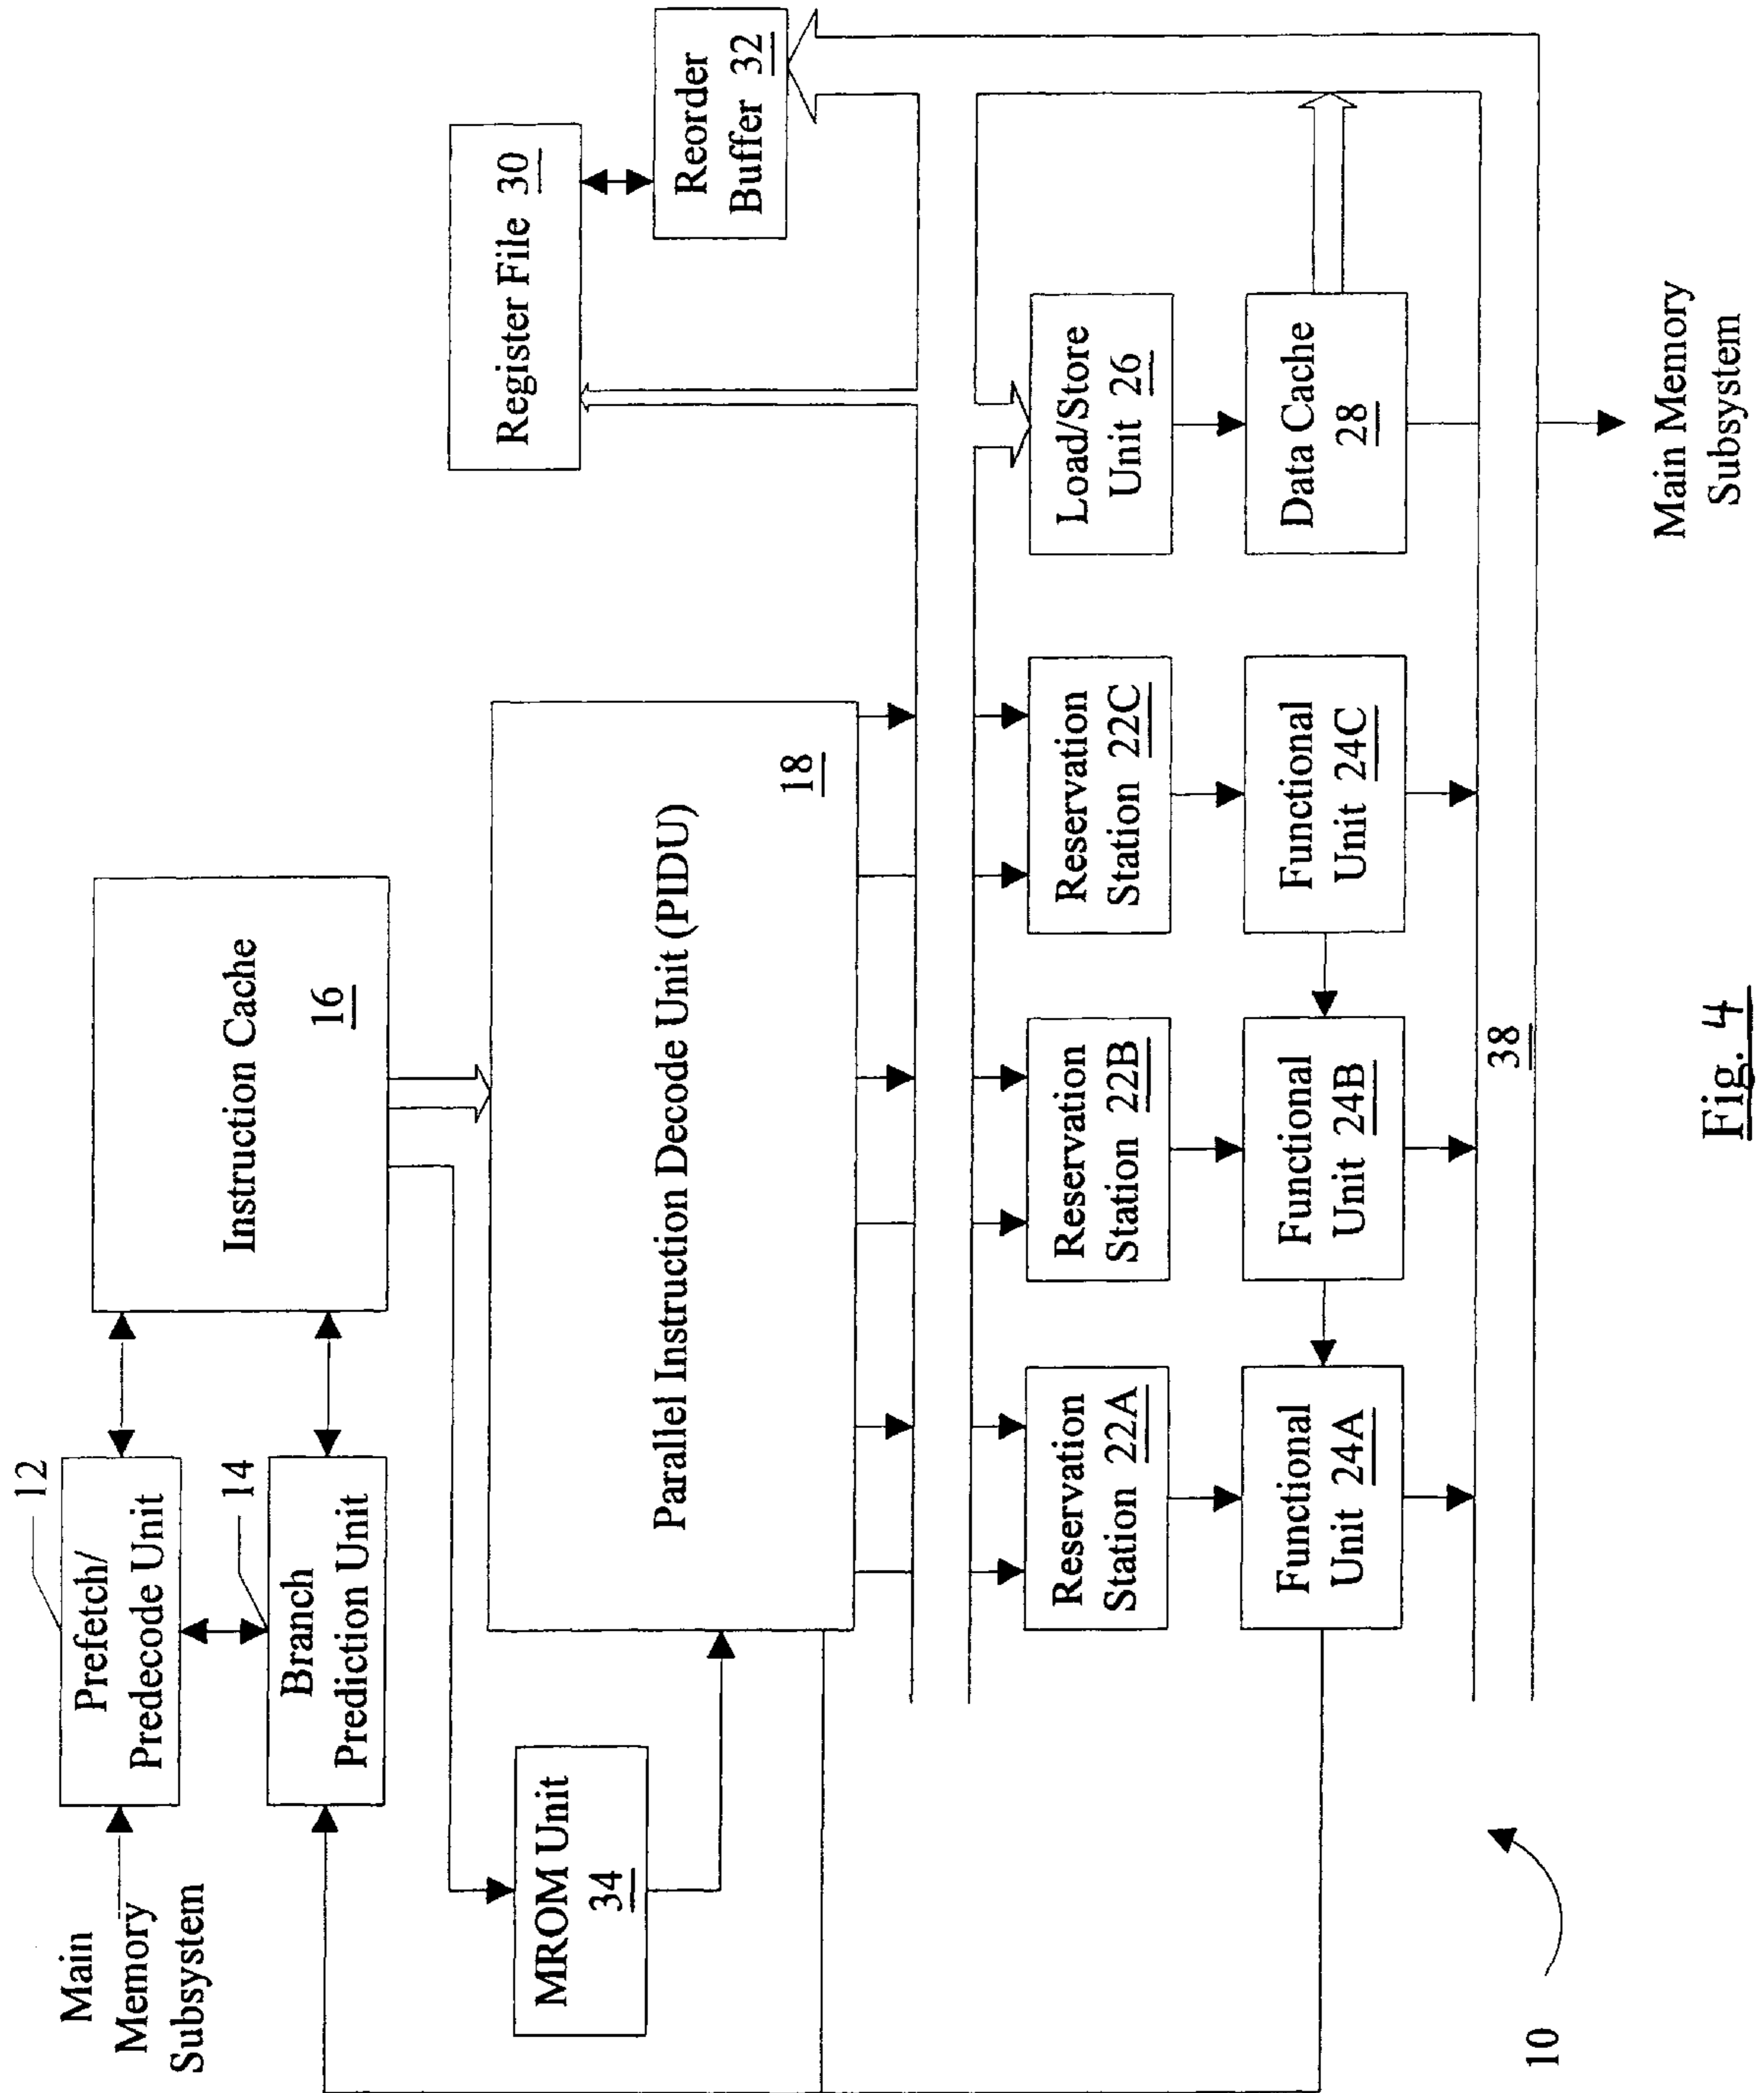 Main
Memory
Subsystem
12
Prefetch/
Predecode Unit
14
Branch
Prediction Unit
Instruction Cache
16
MROM Unit
34
Parallel Instruction Decode Unit (PIDU)
18
Register File 30
Reorder
Buffer 32
Reservation
Station 22A
Reservation
Station 22B
Reservation
Station 22C
Load/Store
Unit 26
Functional
Unit 24A
Functional
Unit 24B
Functional
Unit 24C
Data Cache
28
38
10
Main Memory
Subsystem
Fig. 4